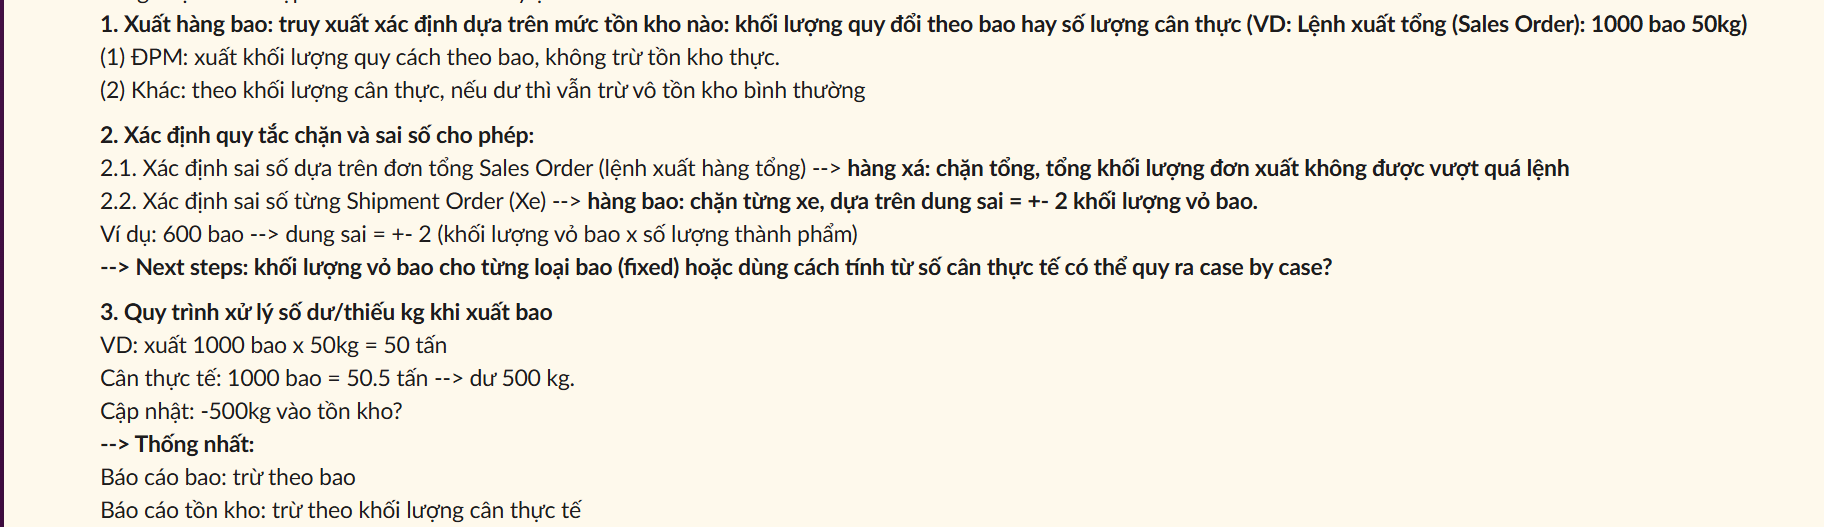 1. Xuất hàng bao: truy xuất xác định dựa trên mức tồn kho nào: khối lượng quy đổi theo bao hay số lượng cân thực (VD: Lệnh xuất tổng (Sales Order): 1000 bao 50kg)
(1) ĐPM: xuất khối lượng quy cách theo bao, không trừ tồn kho thực.
(2) Khác: theo khối lượng cân thực, nếu dư thì vẫn trừ vô tồn kho bình thường
2. Xác định quy tắc chặn và sai số cho phép:
2.1. Xác định sai số dựa trên đơn tổng Sales Order (lệnh xuất hàng tổng) --> hàng xá: chặn tổng, tổng khối lượng đơn xuất không được vượt quá lệnh
2.2. Xác định sai số từng Shipment Order (Xe) --> hàng bao: chặn từng xe, dựa trên dung sai = +- 2 khối lượng vỏ bao.
Ví dụ: 600 bao --> dung sai = +- 2 (khối lượng vỏ bao x số lượng thành phẩm)
--> Next steps: khối lượng vỏ bao cho từng loại bao (fixed) hoặc dùng cách tính từ số cân thực tế có thể quy ra case by case?
3. Quy trình xử lý số dư/thiếu kg khi xuất bao
VD: xuất 1000 bao x 50kg = 50 tấn
Cân thực tế: 1000 bao = 50.5 tấn --> dư 500 kg.
Cập nhật: -500kg vào tồn kho?
--> Thống nhất:
Báo cáo bao: trừ theo bao
Báo cáo tồn kho: trừ theo khối lượng cân thực tế